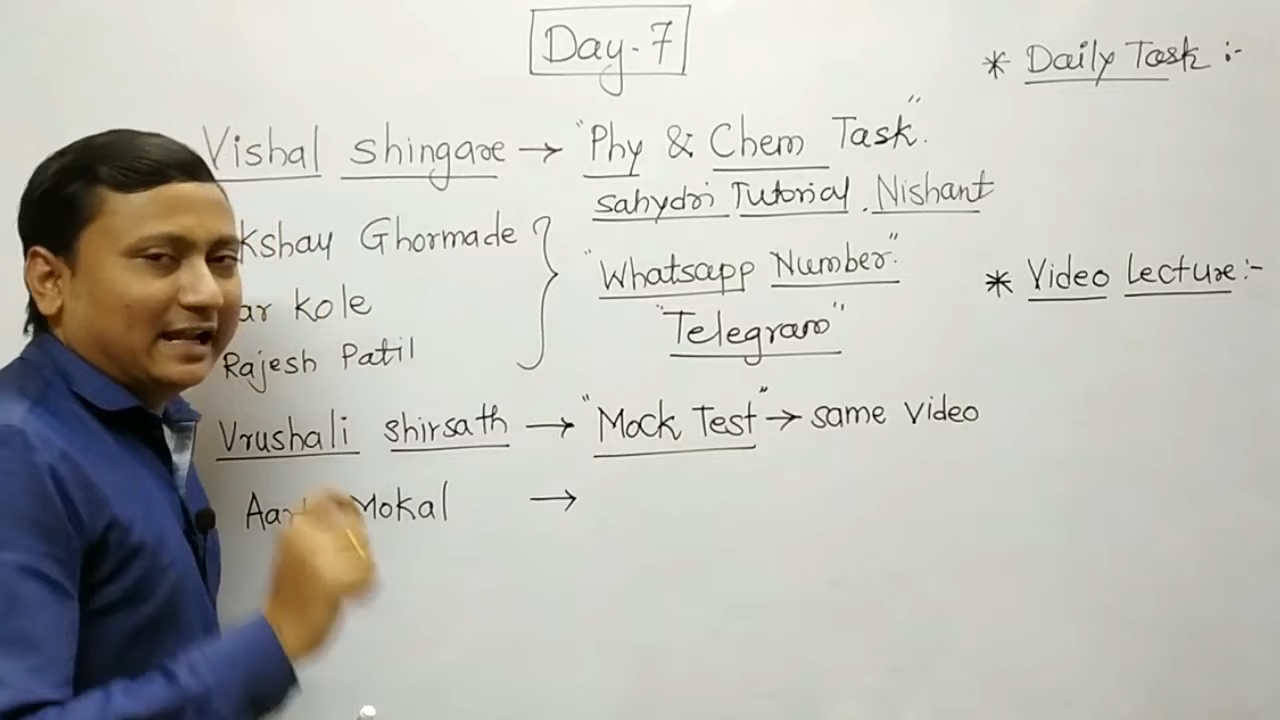 Day-7
* Daily Task :-
Vishal Shingare → "Phy & Chem Task".
Sahydri Tutorial, Nishant
kshay Ghormade
"Whatsapp Number."
* Video Lecture:-
ar Kole
"Telegram"
Rajesh Patil
Vrushali Shirsath → "Mock Test" → same video
Mokal →